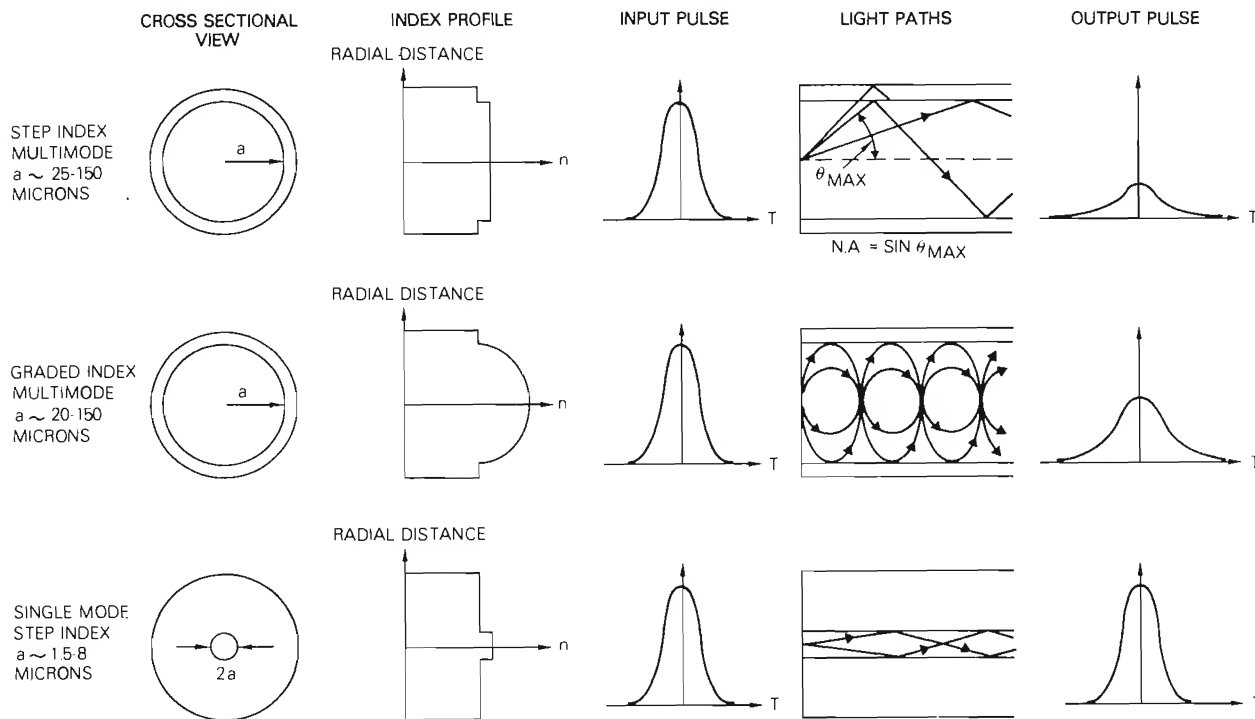 CROSS SECTIONAL
VIEW
INDEX PROFILE
INPUT PULSE
LIGHT PATHS
OUTPUT PULSE
RADIAL DISTANCE
STEP INDEX
MULTIMODE
a ~ 25-150
MICRONS
a
n
T
θMAX
N.A = SIN θMAX
T
RADIAL DISTANCE
GRADED INDEX
MULTIMODE
a ~ 20-150
MICRONS
a
n
T
T
RADIAL DISTANCE
SINGLE MODE
STEP INDEX
a ~ 1.5-8
MICRONS
2a
n
T
T